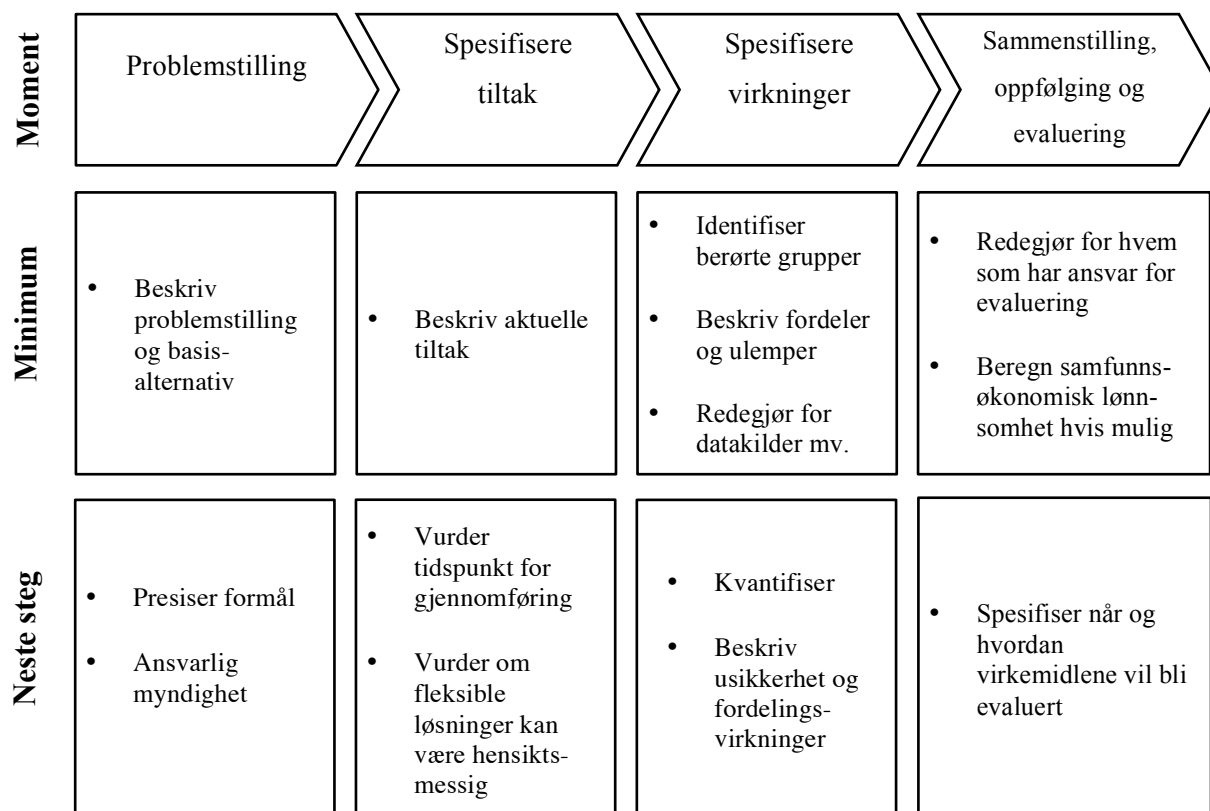 Moment
Problemstilling
Spesifisere
tiltak
Spesifisere
virkninger
Sammenstilling,
oppfølging og
evaluering
Minimum
• Beskriv
problemstilling
og basis-
alternativ
• Beskriv aktuelle
tiltak
• Identifiser
berørte grupper
• Beskriv fordeler
og ulemper
• Redegjør for
datakilder mv.
• Redegjør for hvem
som har ansvar for
evaluering
• Beregn samfunns-
økonomisk lønn-
somhet hvis mulig
Neste steg
• Presiser formål
• Ansvarlig
myndighet
• Vurder
tidspunkt for
gjennomføring
• Vurder om
fleksible
løsninger kan
være hensikts-
messig
• Kvantifiser
• Beskriv
usikkerhet og
fordelings-
virkninger
• Spesifiser når og
hvordan
virkemidlene vil bli
evaluert